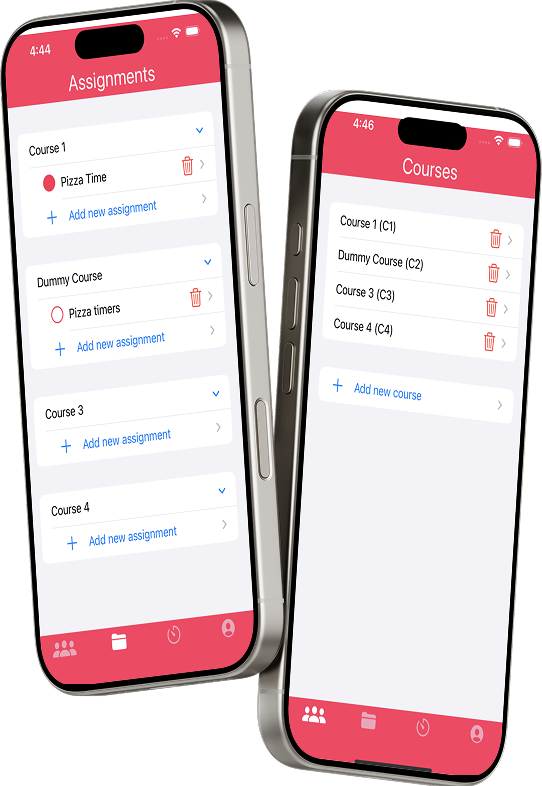 4:44
Assignments
Course 1
Pizza Time
Add new assignment
Dummy Course
Pizza timers
Add new assignment
Course 3
Add new assignment
Course 4
Add new assignment
4:46
Courses
Course 1 (C1)
Dummy Course (C2)
Course 3 (C3)
Course 4 (C4)
Add new course